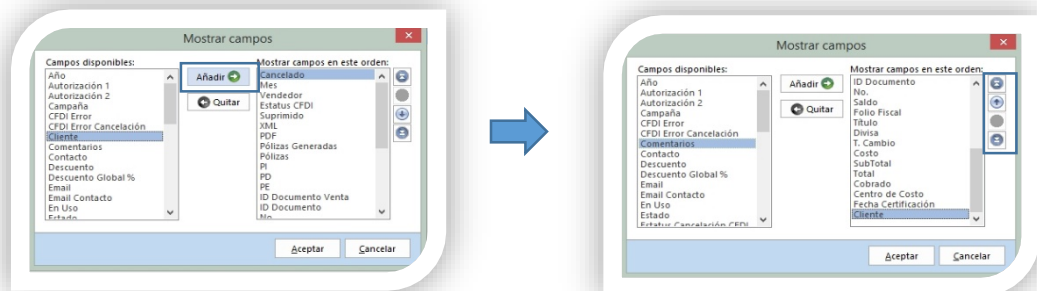 Mostrar campos
Campos disponibles:
Año
Autorización 1
Autorización 2
Campaña
CFDI Error
CFDI Error Cancelación
Cliente
Comentarios
Contacto
Descuento
Descuento Global %
Email
Email Contacto
En Uso
Estado
Añadir
Quitar
Mostrar campos en este orden:
Cancelado
Mes
Vendedor
Estatus CFDI
Suprimido
XML
PDF
Pólizas Generadas
Pólizas
PI
PD
PE
ID Documento Venta
ID Documento
No.
Aceptar
Cancelar
Mostrar campos
Campos disponibles:
Año
Autorización 1
Autorización 2
Campaña
CFDI Error
CFDI Error Cancelación
Comentarios
Contacto
Descuento
Descuento Global %
Email
Email Contacto
En Uso
Estado
Estatus Cancelación CFDI
Añadir
Quitar
Mostrar campos en este orden:
ID Documento
No.
Saldo
Folio Fiscal
Título
Divisa
T. Cambio
Costo
SubTotal
Total
Cobrado
Centro de Costo
Fecha Certificación
Cliente
Aceptar
Cancelar